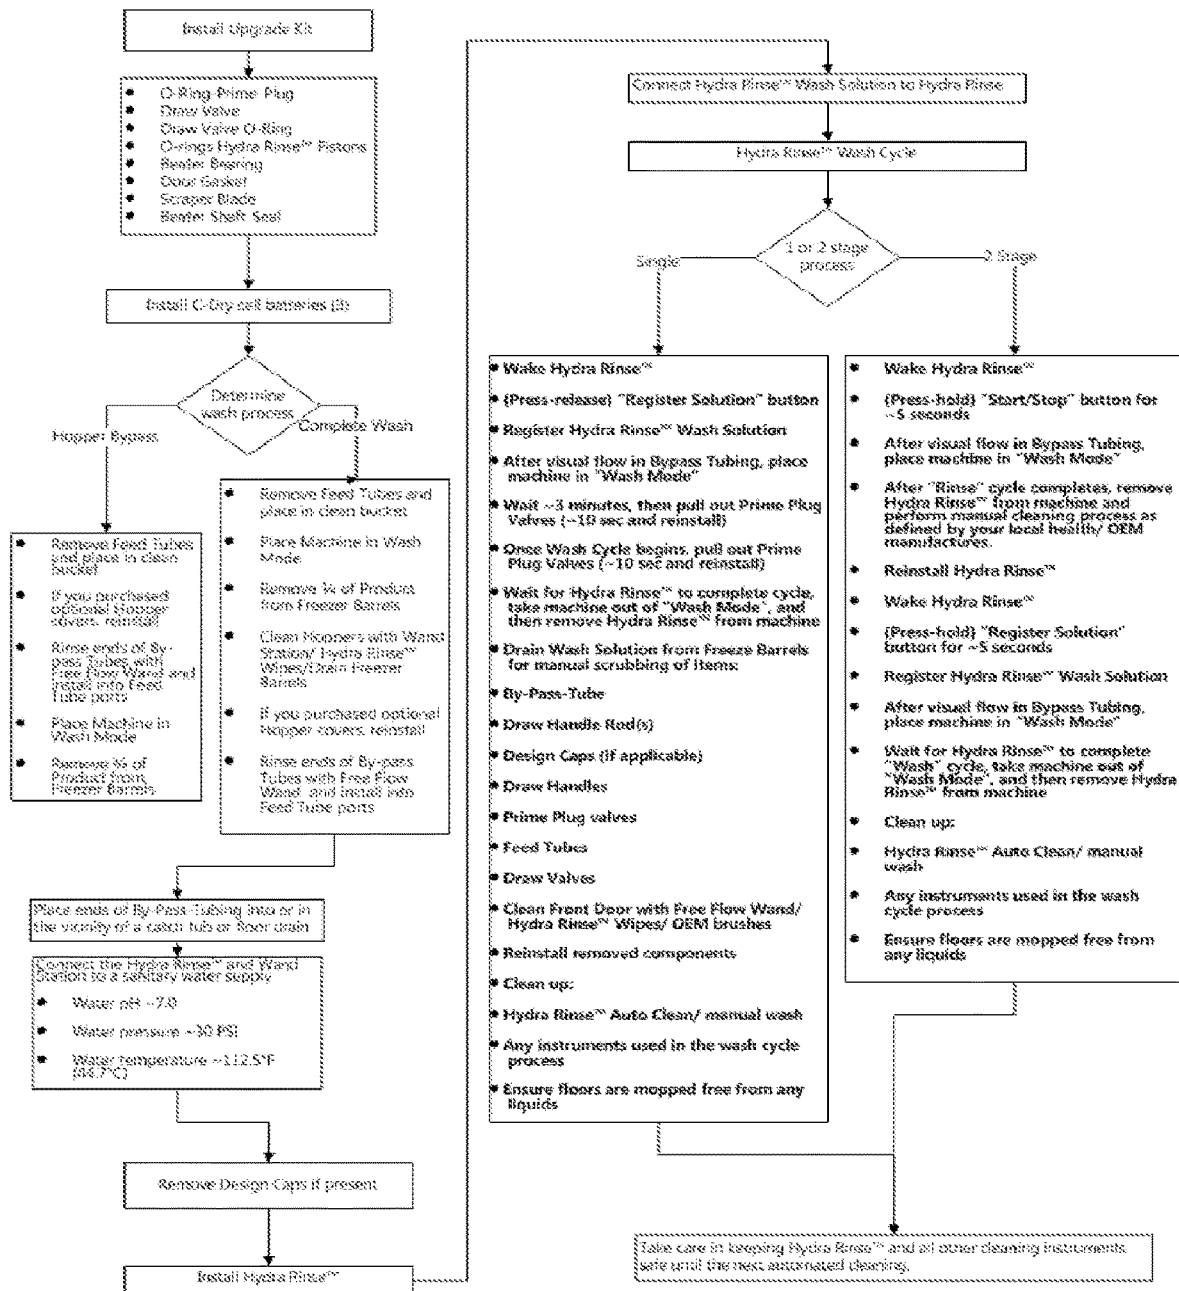 Install Upgrade Kit
O-Ring-Prime Plug
Draw Valve
Draw Valve O-Ring
O-rings Hydra Rinse™ Pistons
Beater Bearing
Door Gasket
Scraper Blade
Beater Shaft Seal
Install C-Dry cell batteries (3)
Determine
wash process
Hopper Bypass
Complete Wash
Remove Feed Tubes
and place in clean
bucket
If you purchased
optional Hopper
covers, reinstall
Rinse ends of By-
pass Tubes with
Free Flow Wand and
install into Feed
Tube ports
Place Machine in
Wash Mode
Remove ¾ of
Product from
Freezer Barrels
Remove Feed Tubes and
place in clean bucket
Place Machine in Wash
Mode
Remove ¾ of Product
from Freezer Barrels
Clean Hoppers with Wand
Station/ Hydra Rinse™
Wipes/Drain Freezer
Barrels
If you purchased optional
Hopper covers, reinstall
Rinse ends of By-pass
Tubes with Free Flow
Wand, and install into
Feed Tube ports
Place ends of By-Pass-Tubing into or in
the vicinity of a catch tub or floor drain
Connect the Hydra Rinse™ and Wand
Station to a sanitary water supply
Water pH ~7.0
Water pressure ~30 PSI
Water temperature ~112.5°F
(44.7°C)
Remove Design Caps if present
Install Hydra Rinse™
Connect Hydra Rinse™ Wash Solution to Hydra Rinse
Hydra Rinse™ Wash Cycle
1 or 2 stage
process
Single
2 Stage
Wake Hydra Rinse™
(Press-release) "Register Solution" button
Register Hydra Rinse™ Wash Solution
After visual flow in Bypass Tubing, place
machine in "Wash Mode"
Wait ~3 minutes, then pull out Prime Plug
Valves (~10 sec and reinstall)
Once Wash Cycle begins, pull out Prime
Plug Valves (~10 sec and reinstall)
Wait for Hydra Rinse™ to complete cycle,
take machine out of "Wash Mode", and
then remove Hydra Rinse™ from machine
Drain Wash Solution from Freeze Barrels
for manual scrubbing of items:
By-Pass-Tube
Draw Handle Rod(s)
Design Caps (if applicable)
Draw Handles
Prime Plug valves
Feed Tubes
Draw Valves
Clean Front Door with Free Flow Wand/
Hydra Rinse™ Wipes/ OEM brushes
Reinstall removed components
Clean up:
Hydra Rinse™ Auto Clean/ manual wash
Any instruments used in the wash cycle
process
Ensure floors are mopped free from any
liquids
Wake Hydra Rinse™
(Press-hold) "Start/Stop" button for
~5 seconds
After visual flow in Bypass Tubing,
place machine in "Wash Mode"
After "Rinse" cycle completes, remove
Hydra Rinse™ from machine and
perform manual cleaning process as
defined by your local health/ OEM
manufactures.
Reinstall Hydra Rinse™
Wake Hydra Rinse™
(Press-hold) "Register Solution"
button for ~5 seconds
Register Hydra Rinse™ Wash Solution
After visual flow in Bypass Tubing,
place machine in "Wash Mode"
Wait for Hydra Rinse™ to complete
"Wash" cycle, take machine out of
"Wash Mode", and then remove Hydra
Rinse™ from machine
Clean up:
Hydra Rinse™ Auto Clean/ manual
wash
Any instruments used in the wash
cycle process
Ensure floors are mopped free from
any liquids
Take care in keeping Hydra Rinse™ and all other cleaning instruments
safe until the next automated cleaning.